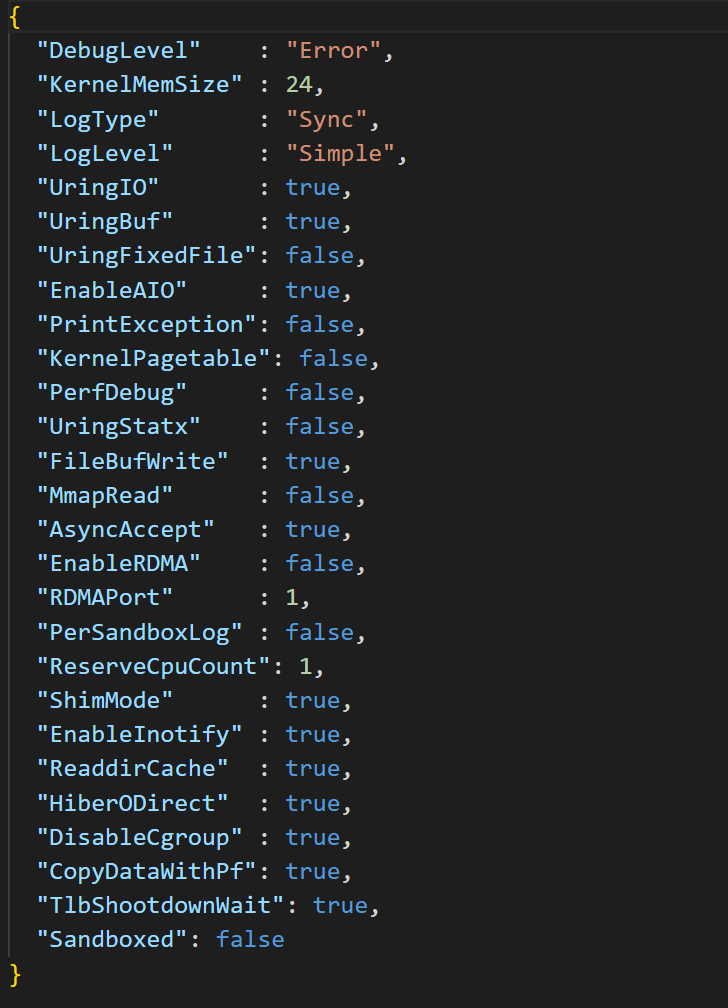 {
  "DebugLevel"    : "Error",
  "KernelMemSize" : 24,
  "LogType"       : "Sync",
  "LogLevel"      : "Simple",
  "UringIO"       : true,
  "UringBuf"      : true,
  "UringFixedFile": false,
  "EnableAIO"     : true,
  "PrintException": false,
  "KernelPagetable": false,
  "PerfDebug"     : false,
  "UringStatx"    : false,
  "FileBufWrite"  : true,
  "MmapRead"      : false,
  "AsyncAccept"   : true,
  "EnableRDMA"    : false,
  "RDMAPort"      : 1,
  "PerSandboxLog" : false,
  "ReserveCpuCount": 1,
  "ShimMode"      : true,
  "EnableInotify" : true,
  "ReaddirCache"  : true,
  "HiberODirect"  : true,
  "DisableCgroup" : true,
  "CopyDataWithPf": true,
  "TlbShootdownWait": true,
  "Sandboxed": false
}